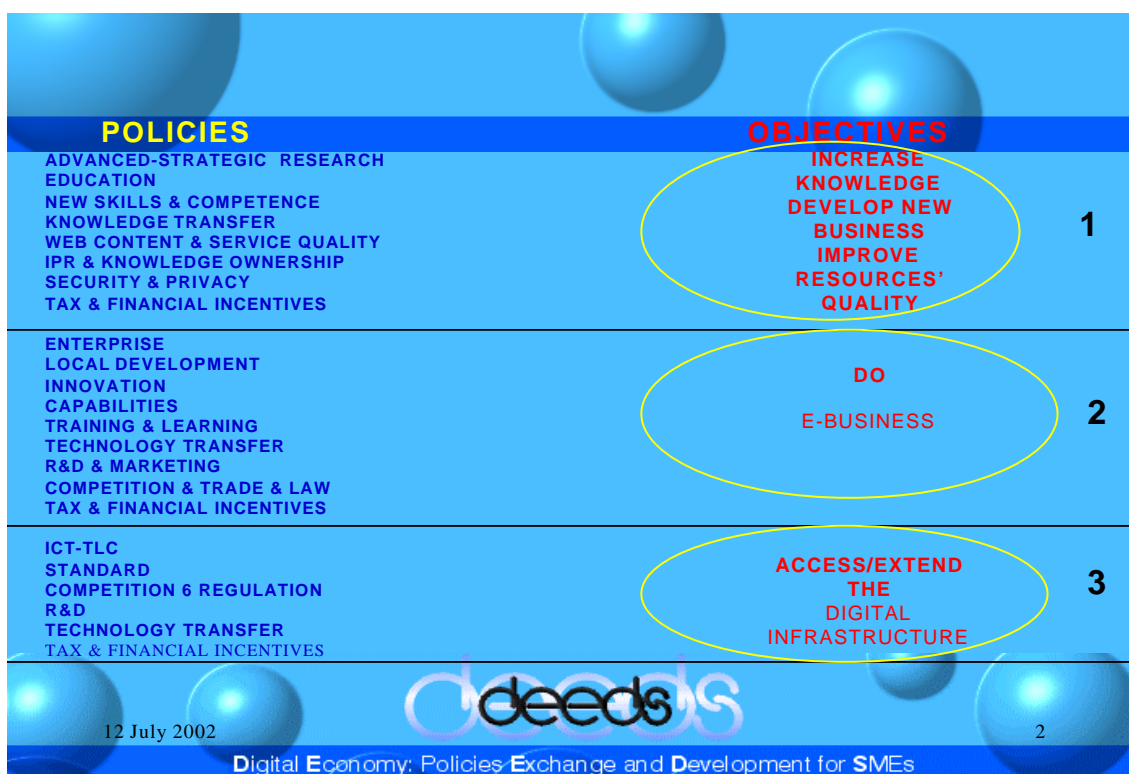 POLICIES
OBJECTIVES
ADVANCED-STRATEGIC RESEARCH
EDUCATION
NEW SKILLS & COMPETENCE
KNOWLEDGE TRANSFER
WEB CONTENT & SERVICE QUALITY
IPR & KNOWLEDGE OWNERSHIP
SECURITY & PRIVACY
TAX & FINANCIAL INCENTIVES
INCREASE
KNOWLEDGE
DEVELOP NEW
BUSINESS
IMPROVE
RESOURCES’
QUALITY
1
ENTERPRISE
LOCAL DEVELOPMENT
INNOVATION
CAPABILITIES
TRAINING & LEARNING
TECHNOLOGY TRANSFER
R&D & MARKETING
COMPETITION & TRADE & LAW
TAX & FINANCIAL INCENTIVES
DO
E-BUSINESS
2
ICT-TLC
STANDARD
COMPETITION 6 REGULATION
R&D
TECHNOLOGY TRANSFER
TAX & FINANCIAL INCENTIVES
ACCESS/EXTEND
THE
DIGITAL
INFRASTRUCTURE
3
deeds
12 July 2002
2
Digital Economy: Policies Exchange and Development for SMEs